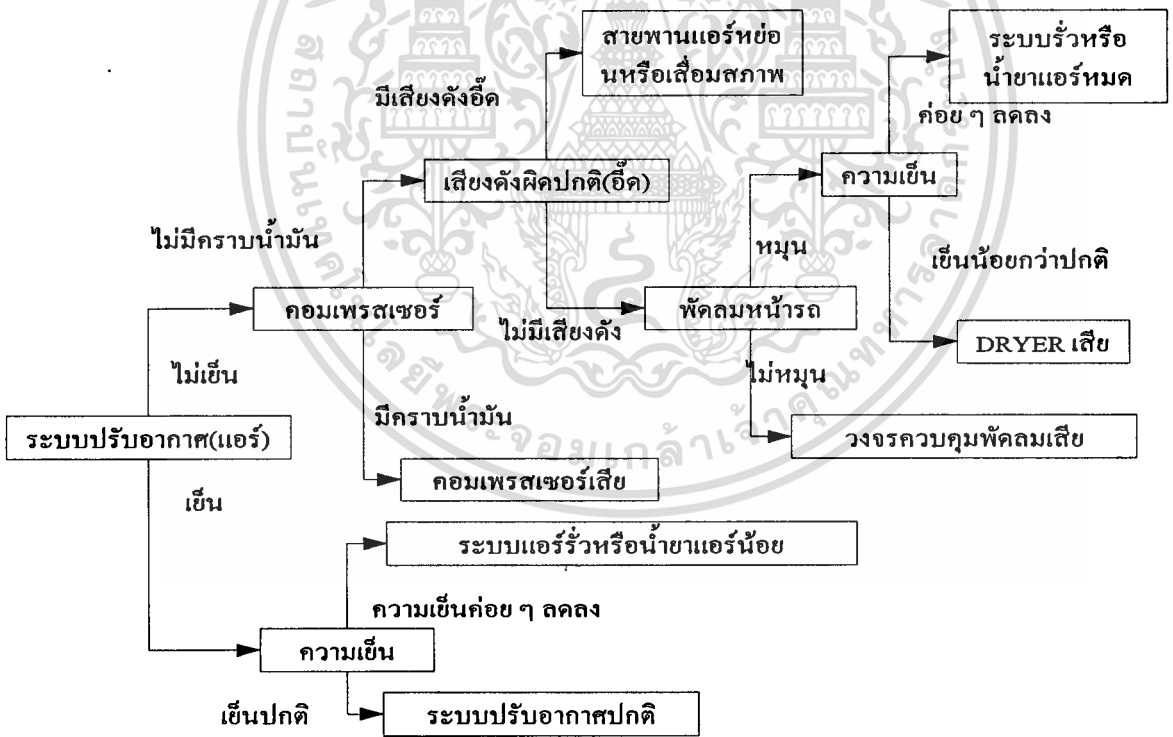 สายพานแอร์หย่อ
นหรือเสื่อมสภาพ
ระบบรั่วหรือ
น้ำยาแอร์หมด
มีเสียงดังอี๊ด
ค่อย ๆ ลดลง
เสียงดังผิดปกติ(อี๊ด)
ความเย็น
ไม่มีคราบน้ำมัน
หมุน
เย็นน้อยกว่าปกติ
คอมเพรสเซอร์
พัดลมหน้ารถ
ไม่มีเสียงดัง
DRYER เสีย
ไม่เย็น
ไม่หมุน
มีคราบน้ำมัน
ระบบปรับอากาศ(แอร์)
วงจรควบคุมพัดลมเสีย
คอมเพรสเซอร์เสีย
เย็น
ระบบแอร์รั่วหรือน้ำยาแอร์น้อย
ความเย็นค่อย ๆ ลดลง
ความเย็น
เย็นปกติ
ระบบปรับอากาศปกติ